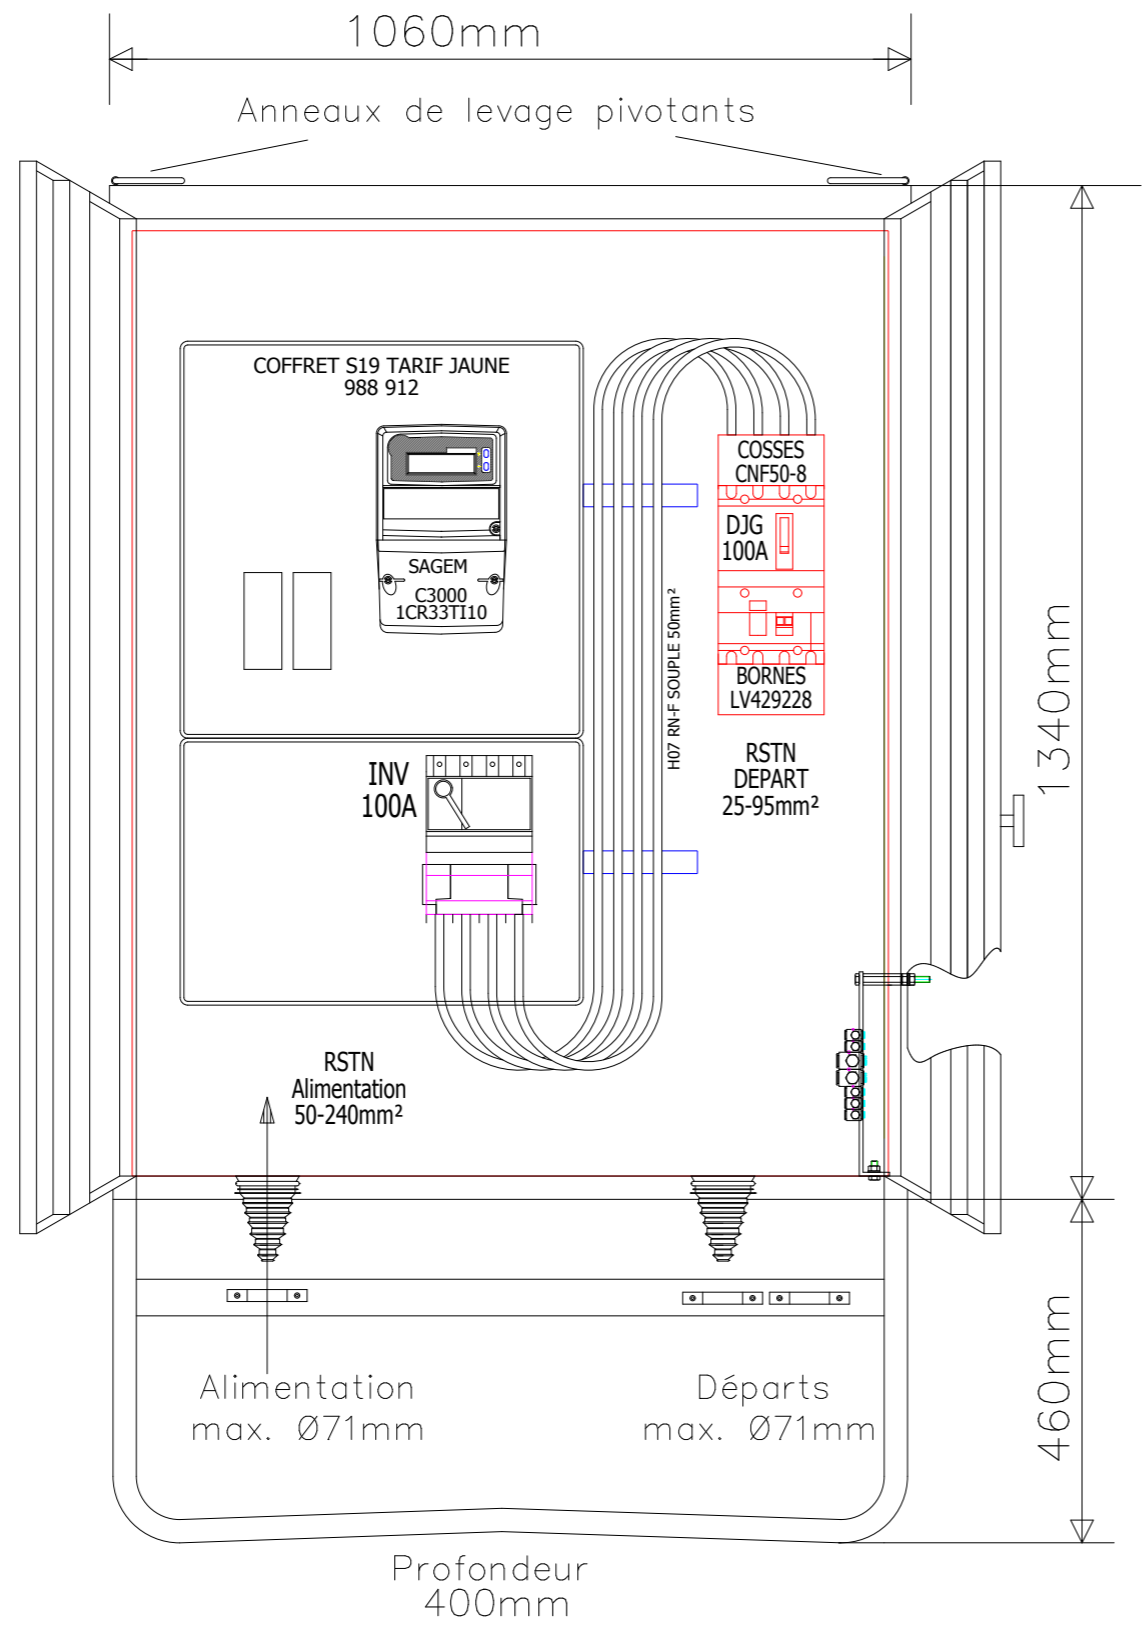 1060mm
Anneaux de levage pivotants
COFFRET S19 TARIF JAUNE
988 912
SAGEM
C3000
1CR33TI10
COSSES
CNF50-8
DJG
100A
BORNES
LV429228
H07 RN-F SOUPLE 50mm²
RSTN
DEPART
25-95mm²
INV
100A
1340mm
RSTN
Alimentation
50-240mm²
Alimentation
max. Ø71mm
Départs
max. Ø71mm
460mm
Profondeur
400mm